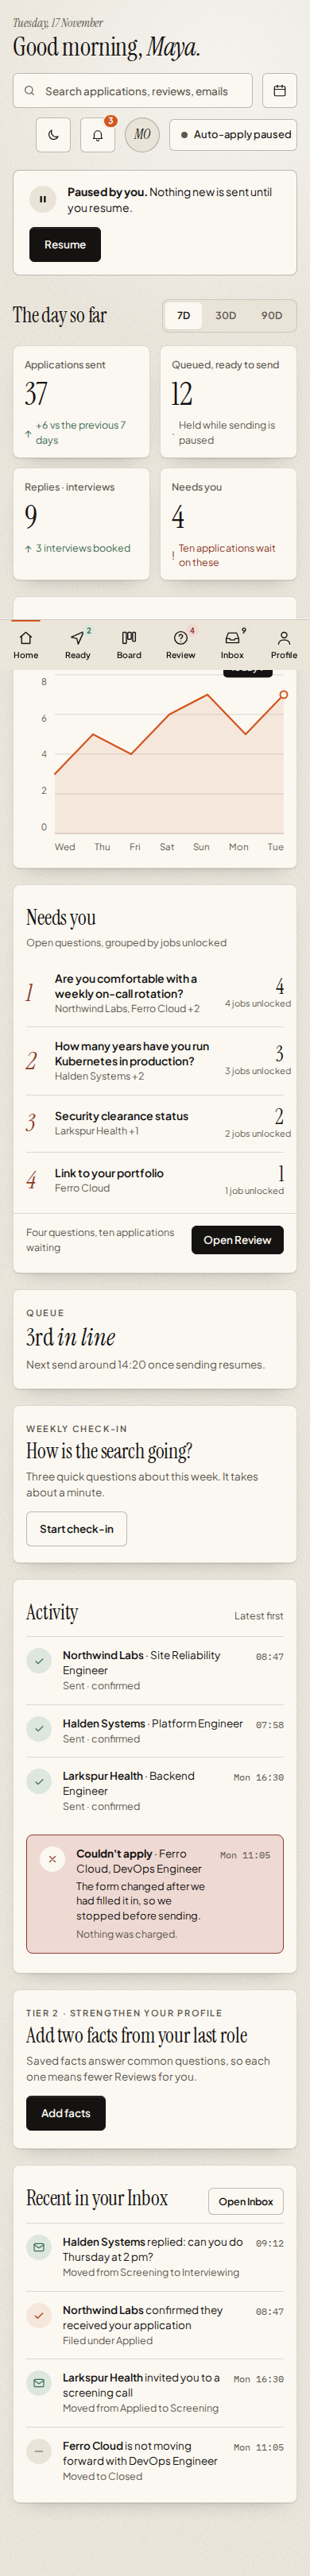 Tuesday, 17 November
Good morning, Maya.
Search applications, reviews, emails
3
MO
Auto-apply paused
Paused by you. Nothing new is sent until
you resume.
Resume
The day so far
7D 30D 90D
Applications sent
37
↑ +6 vs the previous 7
days
Queued, ready to send
12
· Held while sending is
paused
Replies · interviews
9
↑ 3 interviews booked
Needs you
4
! Ten applications wait
on these
2 4 9
Home Ready Board Review Inbox Profile
8
6
4
2
0
Wed Thu Fri Sat Sun Mon Tue
Needs you
Open questions, grouped by jobs unlocked
1
Are you comfortable with a
weekly on-call rotation?
Northwind Labs, Ferro Cloud +2
4
4 jobs unlocked
2
How many years have you run
Kubernetes in production?
Halden Systems +2
3
3 jobs unlocked
3
Security clearance status
Larkspur Health +1
2
2 jobs unlocked
4
Link to your portfolio
Ferro Cloud
1
1 job unlocked
Four questions, ten applications
waiting
Open Review
QUEUE
3rd in line
Next send around 14:20 once sending resumes.
WEEKLY CHECK-IN
How is the search going?
Three quick questions about this week. It takes
about a minute.
Start check-in
Activity
Latest first
Northwind Labs · Site Reliability
Engineer
Sent · confirmed
08:47
Halden Systems · Platform Engineer
Sent · confirmed
07:58
Larkspur Health · Backend
Engineer
Sent · confirmed
Mon 16:30
Couldn't apply · Ferro
Cloud, DevOps Engineer
The form changed after we
had filled it in, so we
stopped before sending.
Nothing was charged.
Mon 11:05
TIER 2 · STRENGTHEN YOUR PROFILE
Add two facts from your last role
Saved facts answer common questions, so each
one means fewer Reviews for you.
Add facts
Recent in your Inbox
Open Inbox
Halden Systems replied: can you do
Thursday at 2 pm?
Moved from Screening to Interviewing
09:12
Northwind Labs confirmed they
received your application
Filed under Applied
08:47
Larkspur Health invited you to a
screening call
Moved from Applied to Screening
Mon 16:30
Ferro Cloud is not moving
forward with DevOps Engineer
Moved to Closed
Mon 11:05